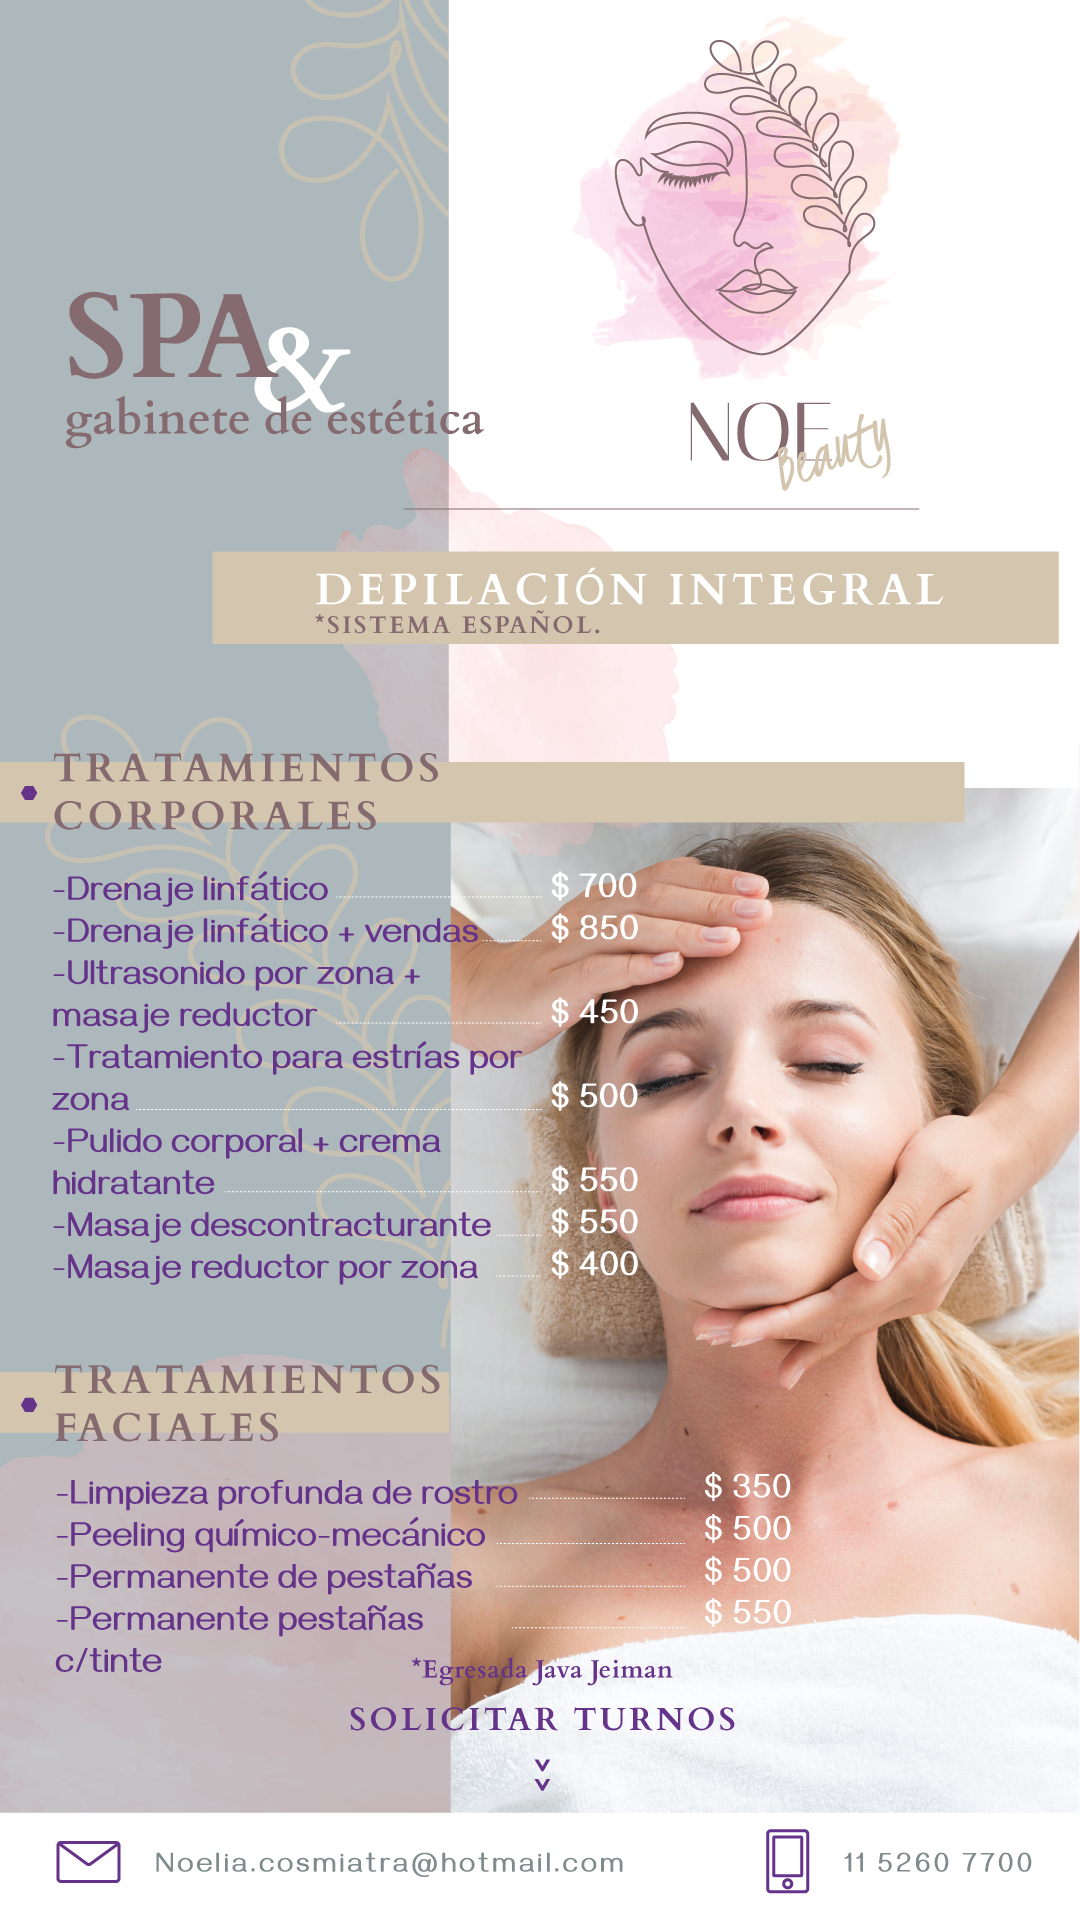 SPA
&
gabinete de estética
NOE
Beauty
DEPILACIÓN INTEGRAL
*SISTEMA ESPAÑOL.
TRATAMIENTOS
CORPORALES
-Drenaje linfático $ 700
-Drenaje linfático + vendas $ 850
-Ultrasonido por zona +
masaje reductor $ 450
-Tratamiento para estrías por
zona $ 500
-Pulido corporal + crema
hidratante $ 550
-Masaje descontracturante $ 550
-Masaje reductor por zona $ 400
TRATAMIENTOS
FACIALES
-Limpieza profunda de rostro $ 350
-Peeling químico-mecánico $ 500
-Permanente de pestañas $ 500
-Permanente pestañas $ 550
c/tinte
*Egresada Java Jeiman
SOLICITAR TURNOS
Noelia.cosmiatra@hotmail.com
11 5260 7700